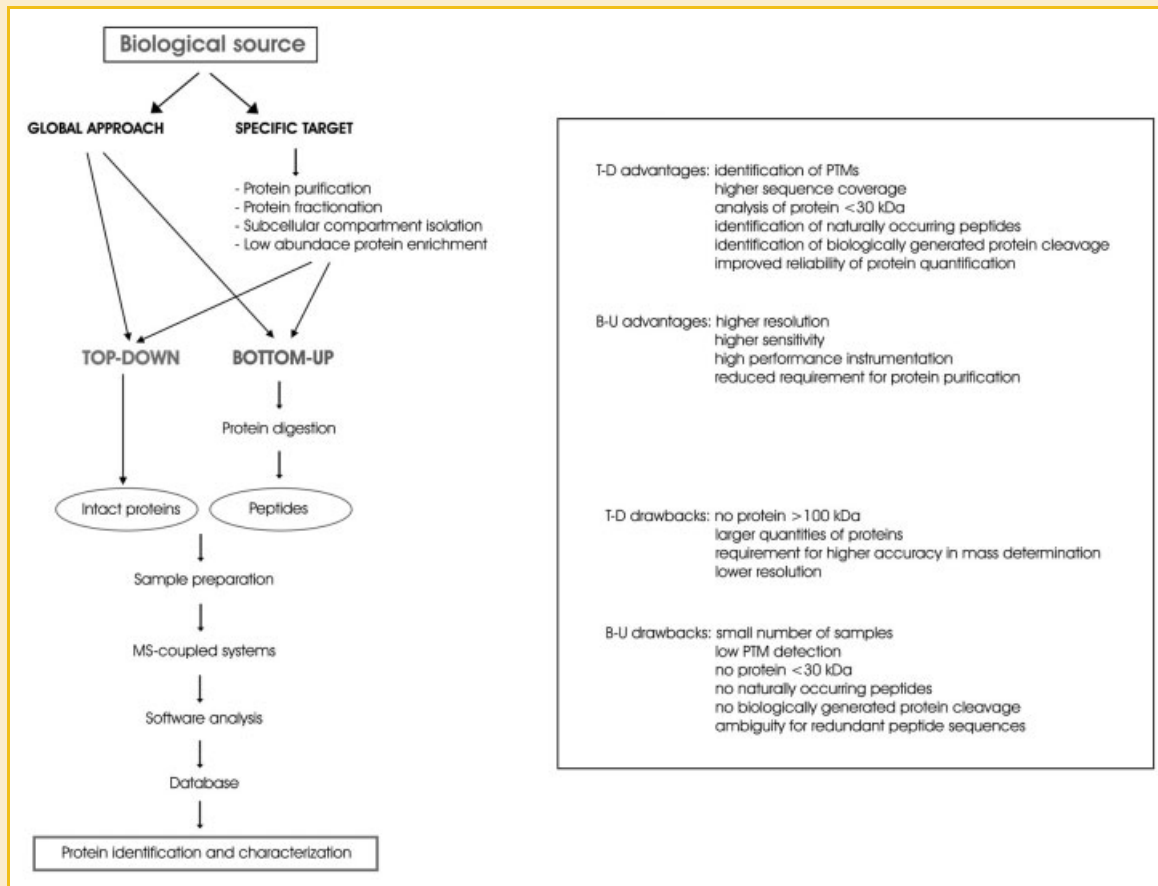 Biological source
GLOBAL APPROACH
SPECIFIC TARGET
- Protein purification
- Protein fractionation
- Subcellular compartment isolation
- Low abundace protein enrichment
TOP-DOWN
BOTTOM-UP
Protein digestion
Intact proteins
Peptides
Sample preparation
MS-coupled systems
Software analysis
Database
Protein identification and characterization
T-D advantages: identification of PTMs
higher sequence coverage
analysis of protein <30 kDa
identification of naturally occurring peptides
identification of biologically generated protein cleavage
improved reliability of protein quantification
B-U advantages: higher resolution
higher sensitivity
high performance instrumentation
reduced requirement for protein purification
T-D drawbacks: no protein >100 kDa
larger quantities of proteins
requirement for higher accuracy in mass determination
lower resolution
B-U drawbacks: small number of samples
low PTM detection
no protein <30 kDa
no naturally occurring peptides
no biologically generated protein cleavage
ambiguity for redundant peptide sequences